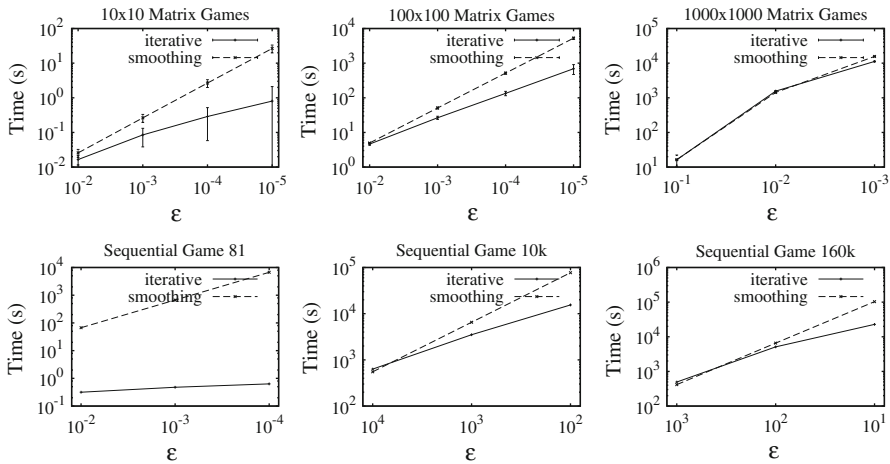 10x10 Matrix Games
Time (s)
10^2
10^1
10^0
10^-1
10^-2
iterative
smoothing
10^-2 10^-3 10^-4 10^-5
ε
100x100 Matrix Games
Time (s)
10^4
10^3
10^2
10^1
10^0
iterative
smoothing
10^-2 10^-3 10^-4 10^-5
ε
1000x1000 Matrix Games
Time (s)
10^5
10^4
10^3
10^2
10^1
iterative
smoothing
10^-1 10^-2 10^-3
ε
Sequential Game 81
Time (s)
10^4
10^3
10^2
10^1
10^0
10^-1
iterative
smoothing
10^-2 10^-3 10^-4
ε
Sequential Game 10k
Time (s)
10^5
10^4
10^3
10^2
iterative
smoothing
10^4 10^3 10^2
ε
Sequential Game 160k
Time (s)
10^6
10^5
10^4
10^3
10^2
iterative
smoothing
10^3 10^2 10^1
ε